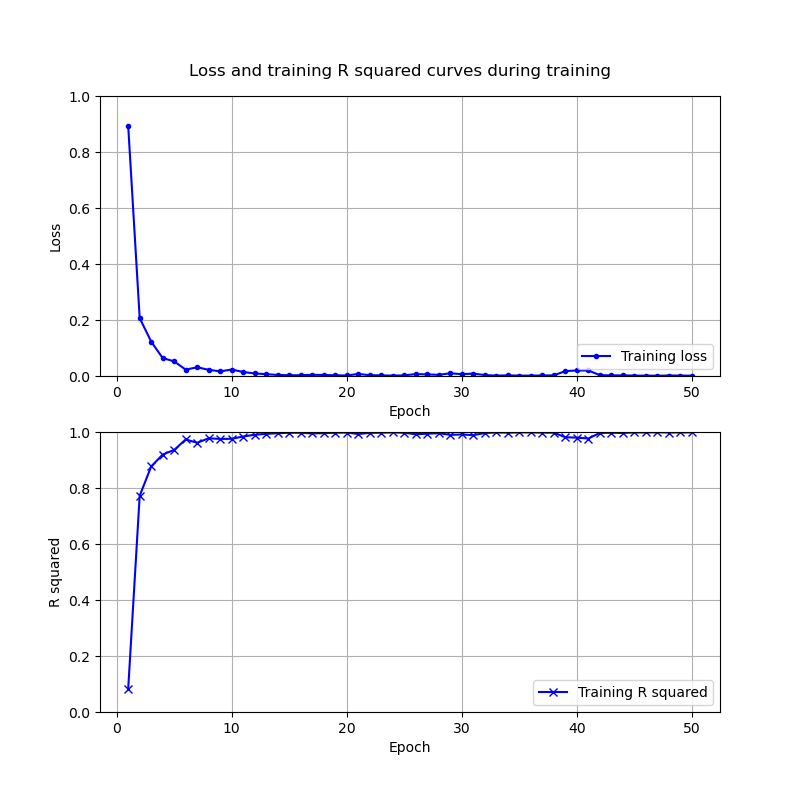 Loss and training R squared curves during training
1.0
0.8
0.6
0.4
0.2
0.0
Loss
Training loss
0 10 20 30 40 50
Epoch
1.0
0.8
0.6
0.4
0.2
0.0
R squared
Training R squared
0 10 20 30 40 50
Epoch